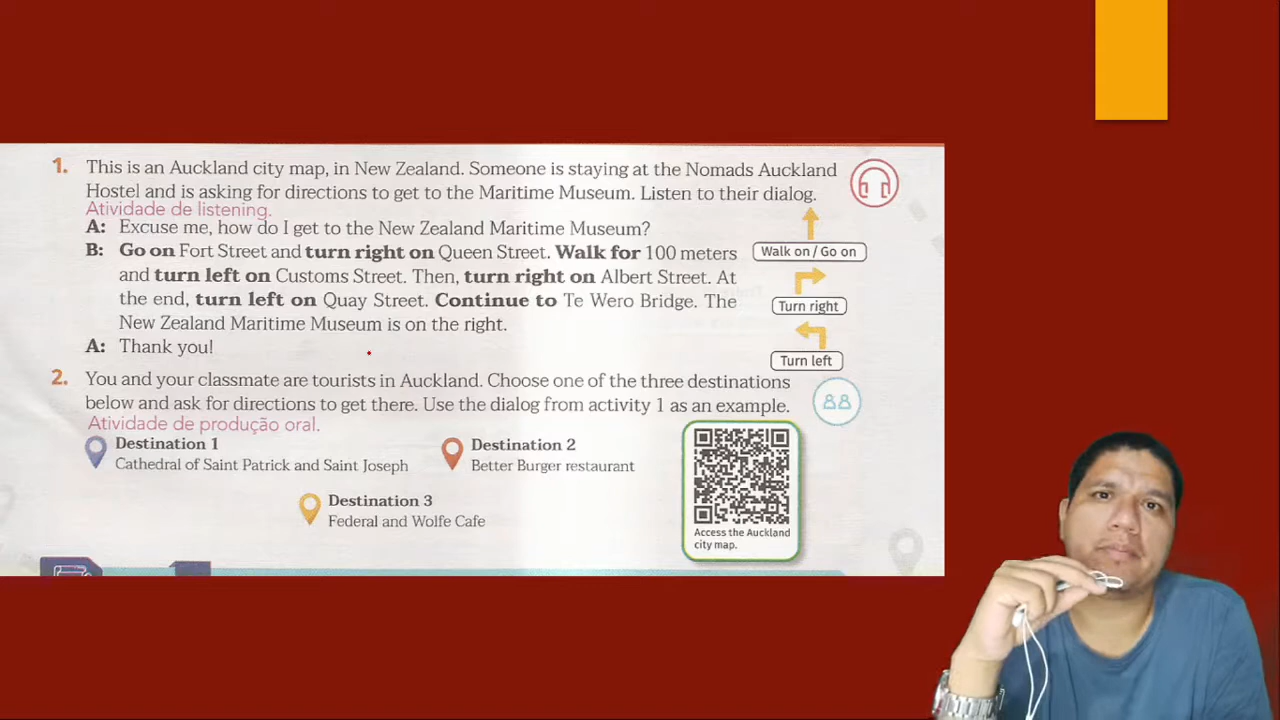 1. This is an Auckland city map, in New Zealand. Someone is staying at the Nomads Auckland
Hostel and is asking for directions to get to the Maritime Museum. Listen to their dialog.
Atividade de listening.
A: Excuse me, how do I get to the New Zealand Maritime Museum?
B: Go on Fort Street and turn right on Queen Street. Walk for 100 meters
and turn left on Customs Street. Then, turn right on Albert Street. At
the end, turn left on Quay Street. Continue to Te Wero Bridge. The
New Zealand Maritime Museum is on the right.
A: Thank you!
Walk on / Go on
Turn right
Turn left
2. You and your classmate are tourists in Auckland. Choose one of the three destinations
below and ask for directions to get there. Use the dialog from activity 1 as an example.
Atividade de produção oral.
Destination 1
Cathedral of Saint Patrick and Saint Joseph
Destination 2
Better Burger restaurant
Destination 3
Federal and Wolfe Cafe
Access the Auckland
city map.